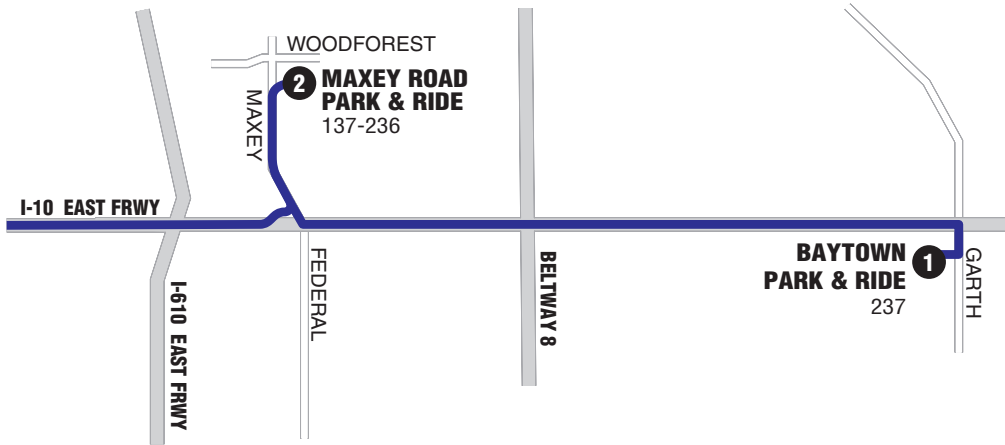 WOODFOREST
2
MAXEY ROAD
PARK & RIDE
137-236
MAXEY
I-10 EAST FRWY
I-610 EAST FRWY
FEDERAL
BELTWAY 8
BAYTOWN
PARK & RIDE
237
1
GARTH